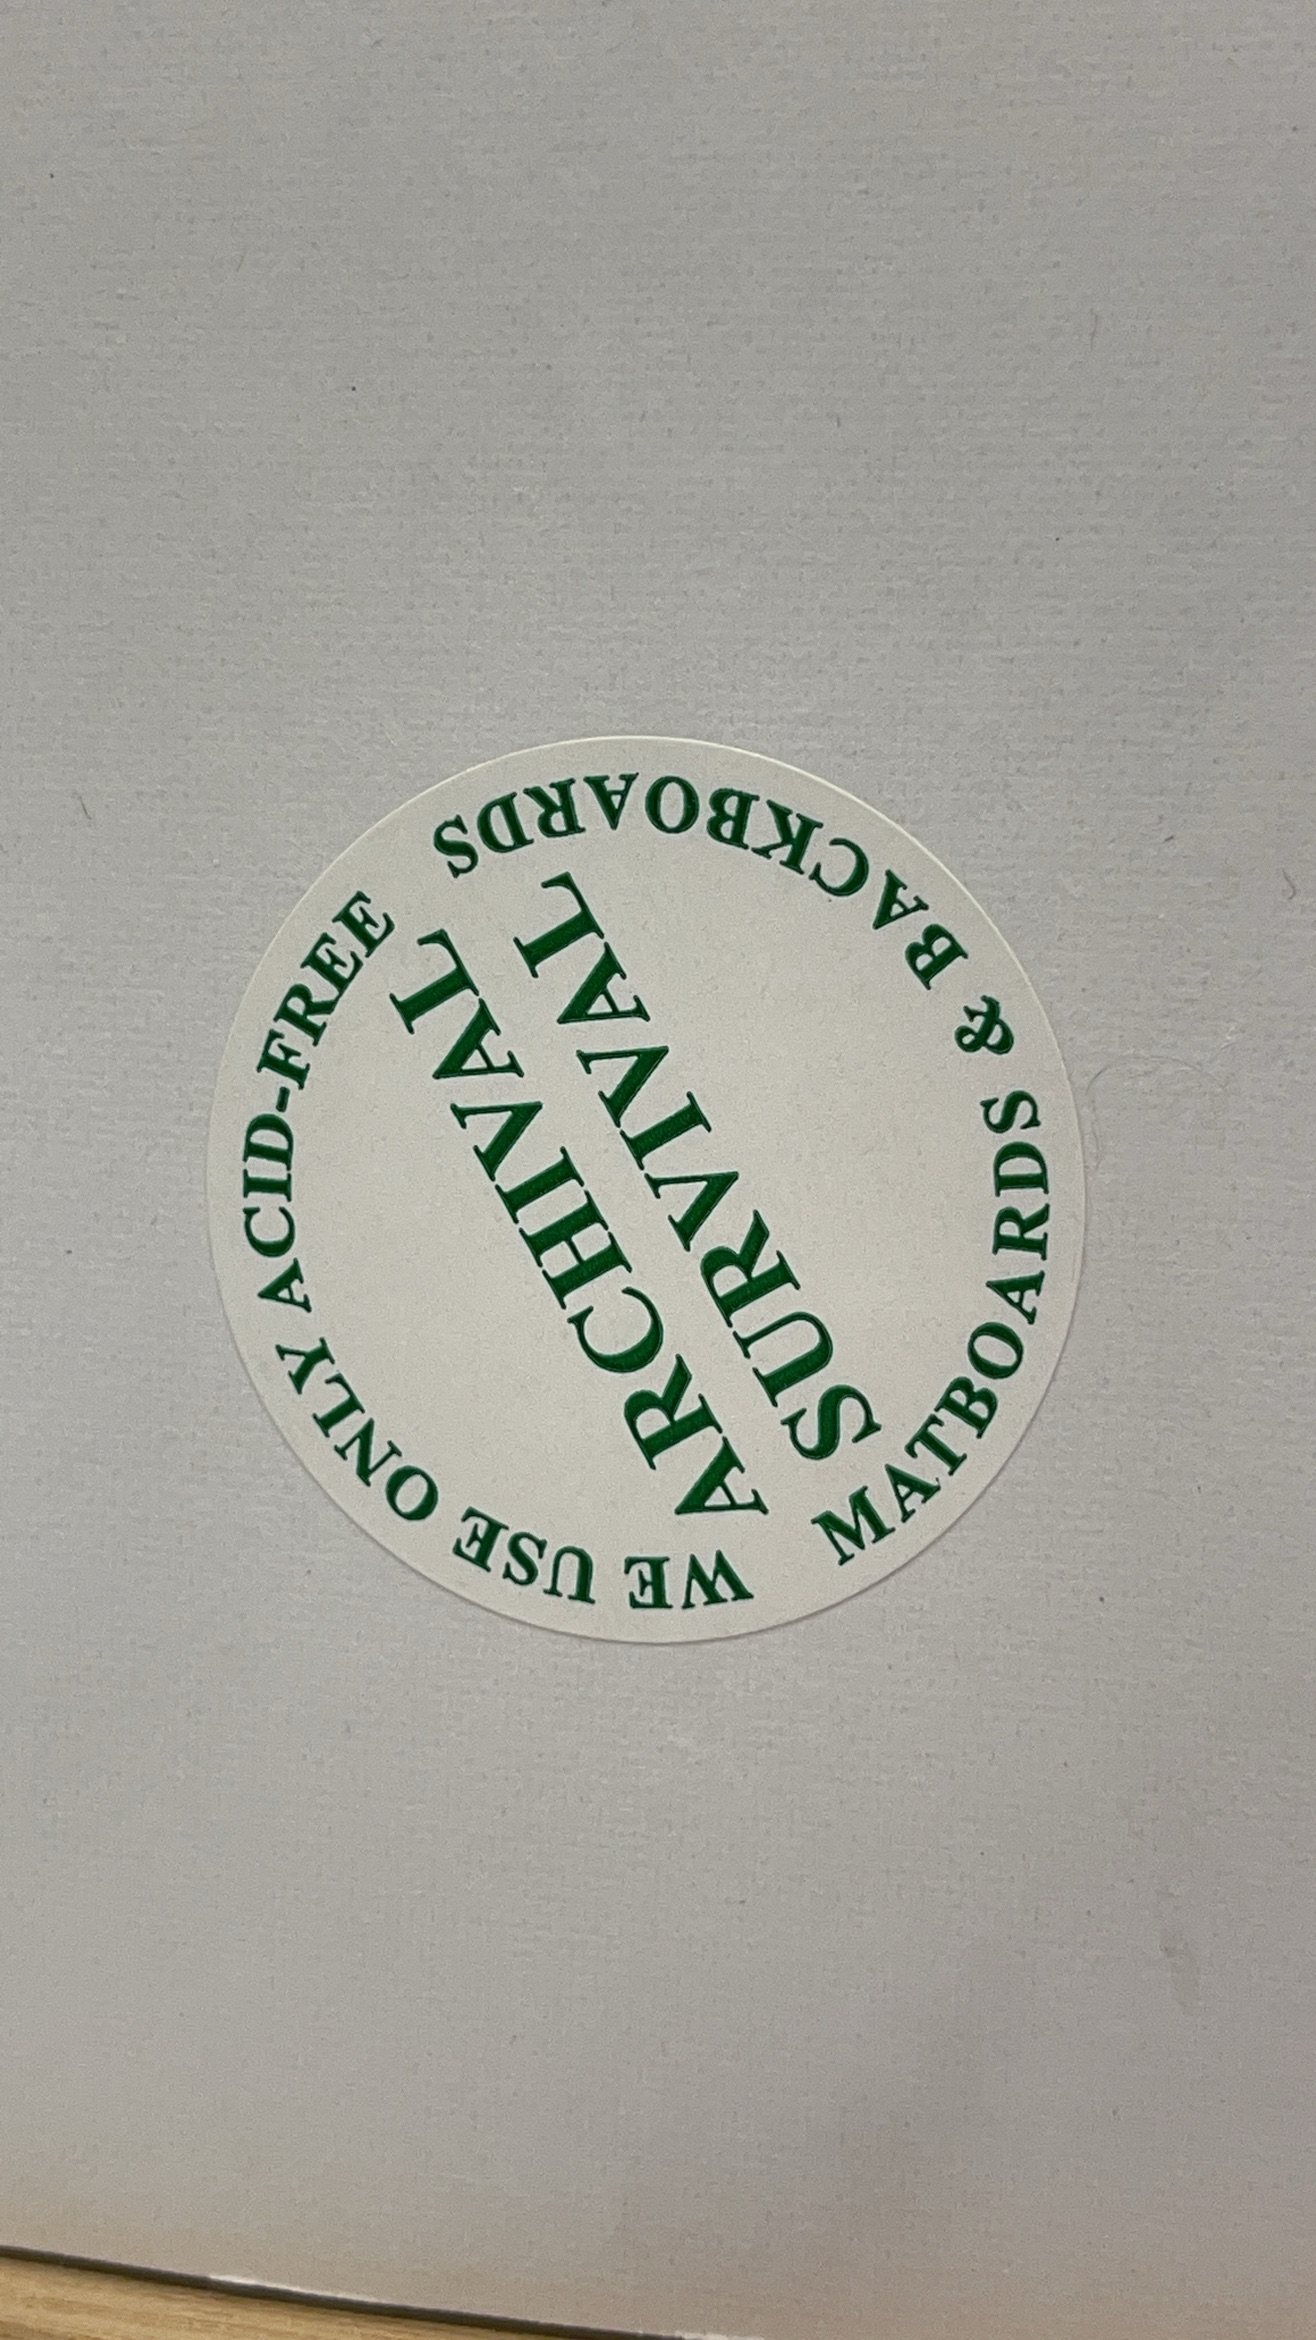 WE USE ONLY ACID-FREE
ARCHIVAL
SURVIVAL
MATBOARDS & BACKBOARDS